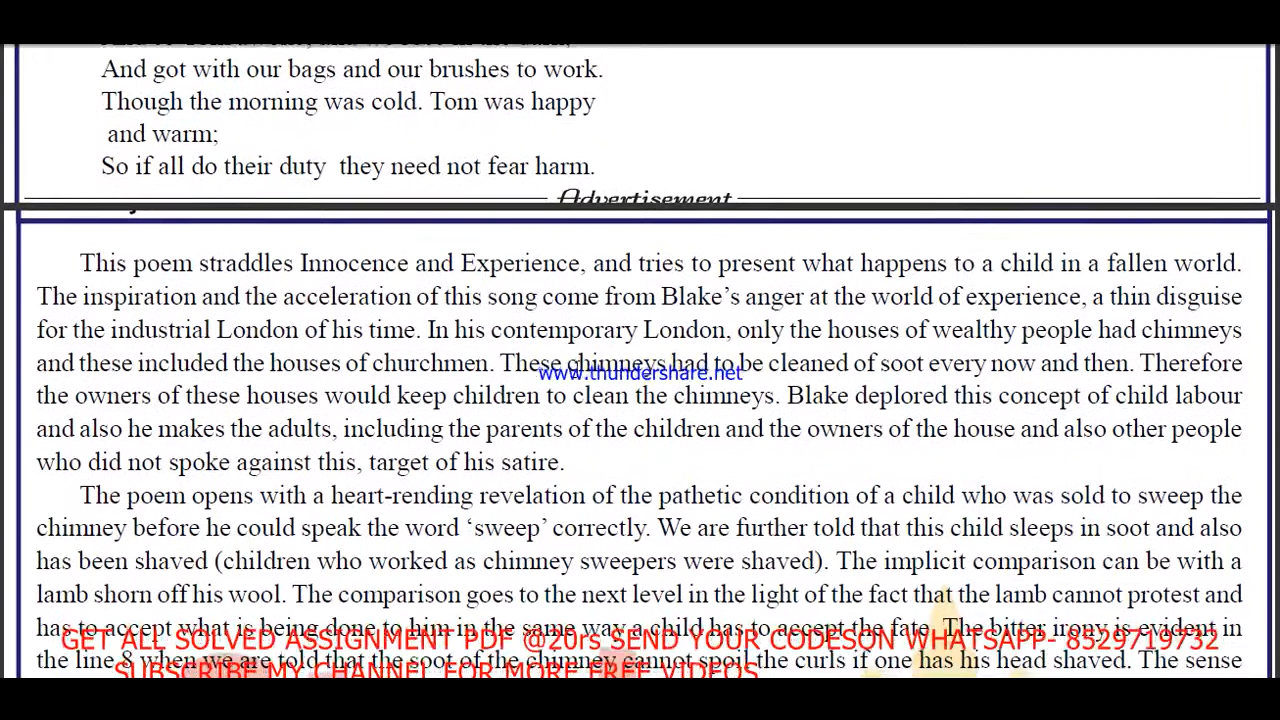 And got with our bags and our brushes to work.
Though the morning was cold. Tom was happy
and warm;
So if all do their duty they need not fear harm.
Advertisement
This poem straddles Innocence and Experience, and tries to present what happens to a child in a fallen world.
The inspiration and the acceleration of this song come from Blake's anger at the world of experience, a thin disguise
for the industrial London of his time. In his contemporary London, only the houses of wealthy people had chimneys
and these included the houses of churchmen. These chimneys had to be cleaned of soot every now and then. Therefore
www.thundershare.net
the owners of these houses would keep children to clean the chimneys. Blake deplored this concept of child labour
and also he makes the adults, including the parents of the children and the owners of the house and also other people
who did not spoke against this, target of his satire.
The poem opens with a heart-rending revelation of the pathetic condition of a child who was sold to sweep the
chimney before he could speak the word ‘sweep’ correctly. We are further told that this child sleeps in soot and also
has been shaved (children who worked as chimney sweepers were shaved). The implicit comparison can be with a
lamb shorn off his wool. The comparison goes to the next level in the light of the fact that the lamb cannot protest and
has to accept what is being done to him in the same way a child has to accept the fate. The bitter irony is evident in
GET ALL SOLVED ASSIGNMENT PDF @20rs SEND YOUR CODESON WHATSAPP- 8529719732
the line 8 when we are told that the soot of the chimney cannot spoil the curls if one has his head shaved. The sense
SUBSCRIBE MY CHANNEL FOR MORE FREE VIDEOS